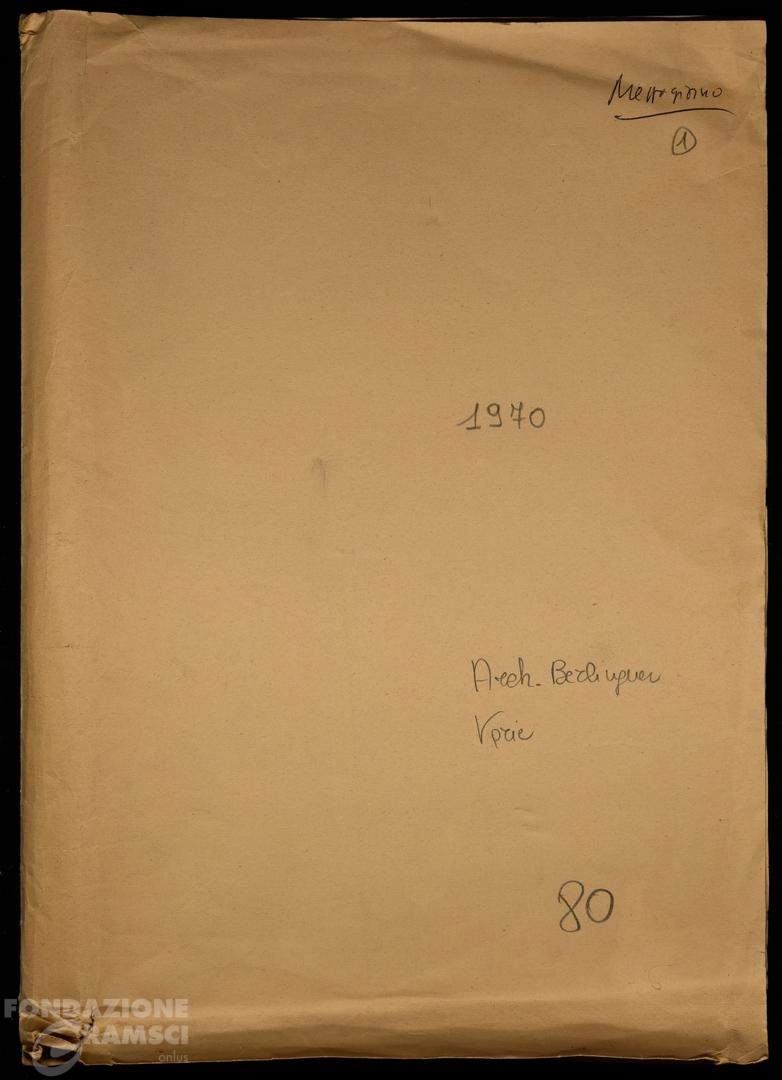 Mezzogiorno
1
1970
Arch. Berlinguer
Varie
80
FONDAZIONE
GRAMSCI
onlus